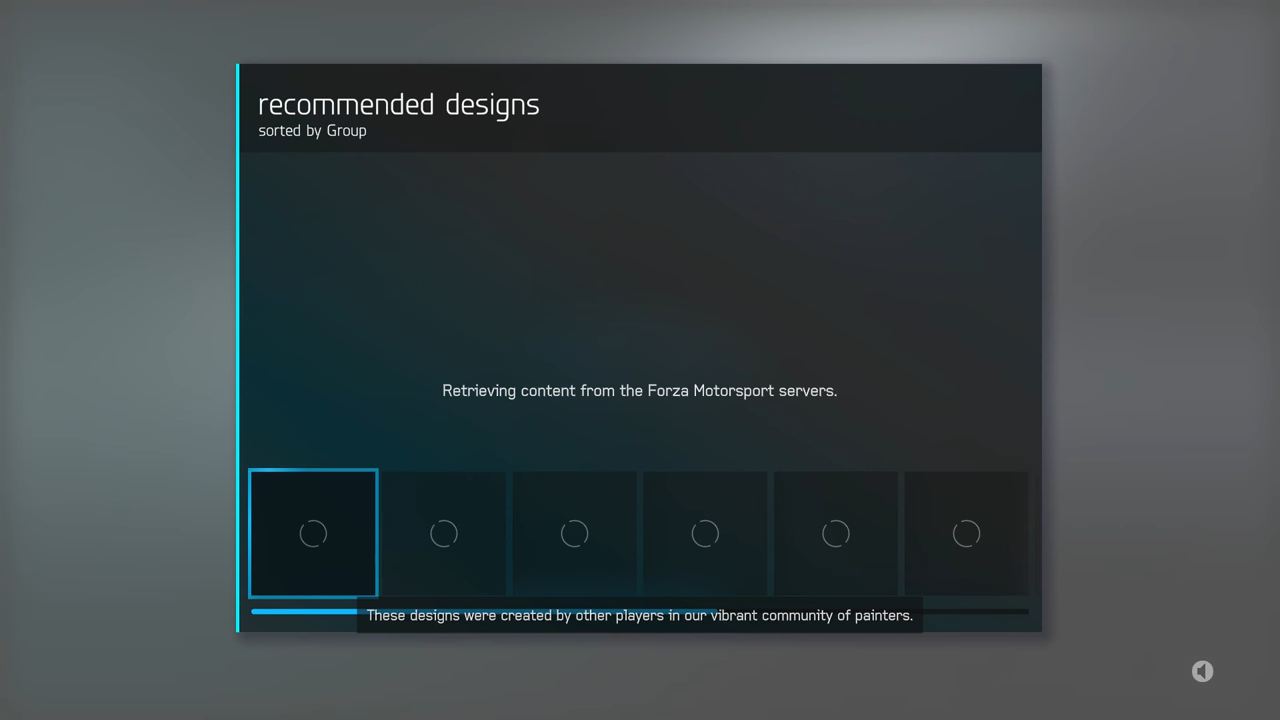 recommended designs
sorted by Group
Retrieving content from the Forza Motorsport servers.
These designs were created by other players in our vibrant community of painters.